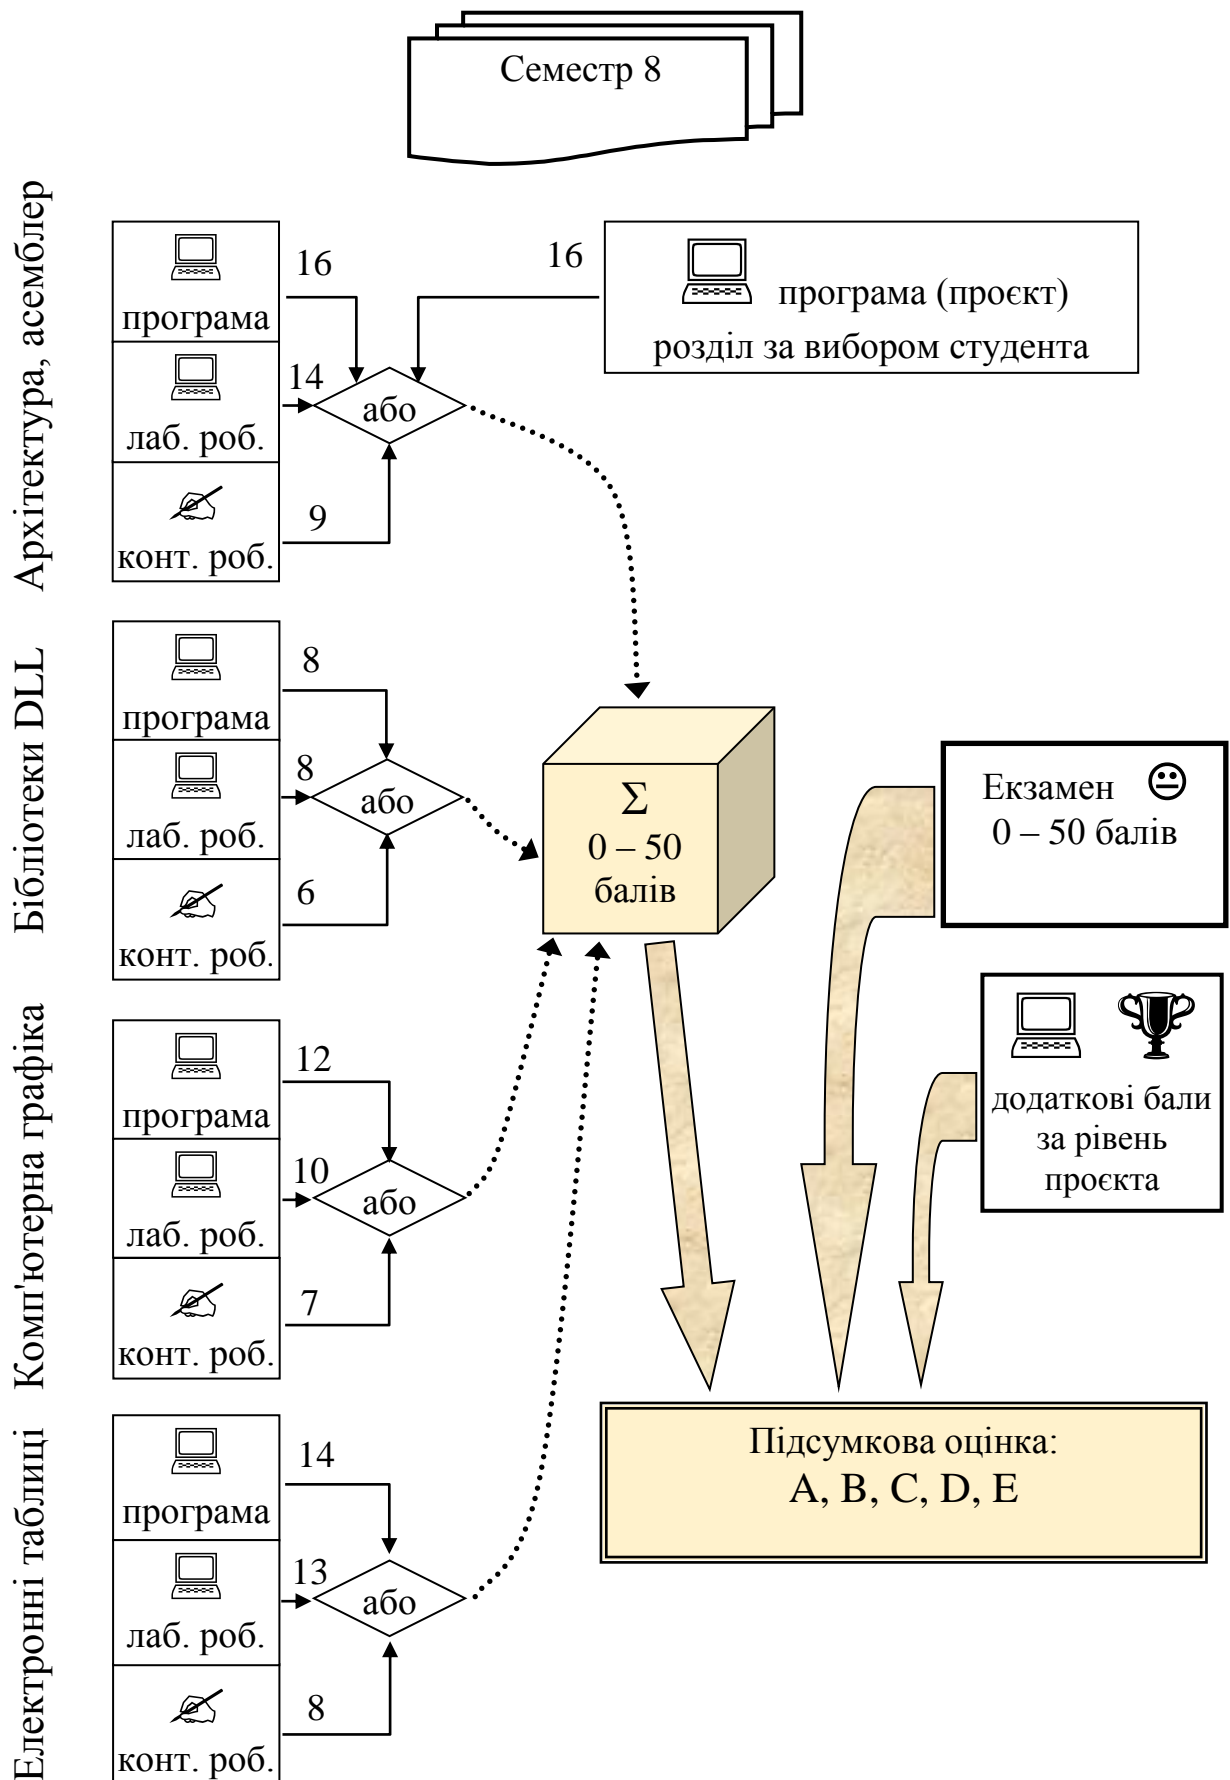 Семестр 8
Архітектура, асемблер
програма
16
лаб. роб.
14
конт. роб.
9
або
16
програма (проєкт)
розділ за вибором студента
Бібліотеки DLL
програма
8
лаб. роб.
8
конт. роб.
6
або
Σ
0 – 50
балів
Екзамен
0 – 50 балів
додаткові бали
за рівень
проєкта
Комп'ютерна графіка
програма
12
лаб. роб.
10
конт. роб.
7
або
Електронні таблиці
програма
14
лаб. роб.
13
конт. роб.
8
або
Підсумкова оцінка:
A, B, C, D, E